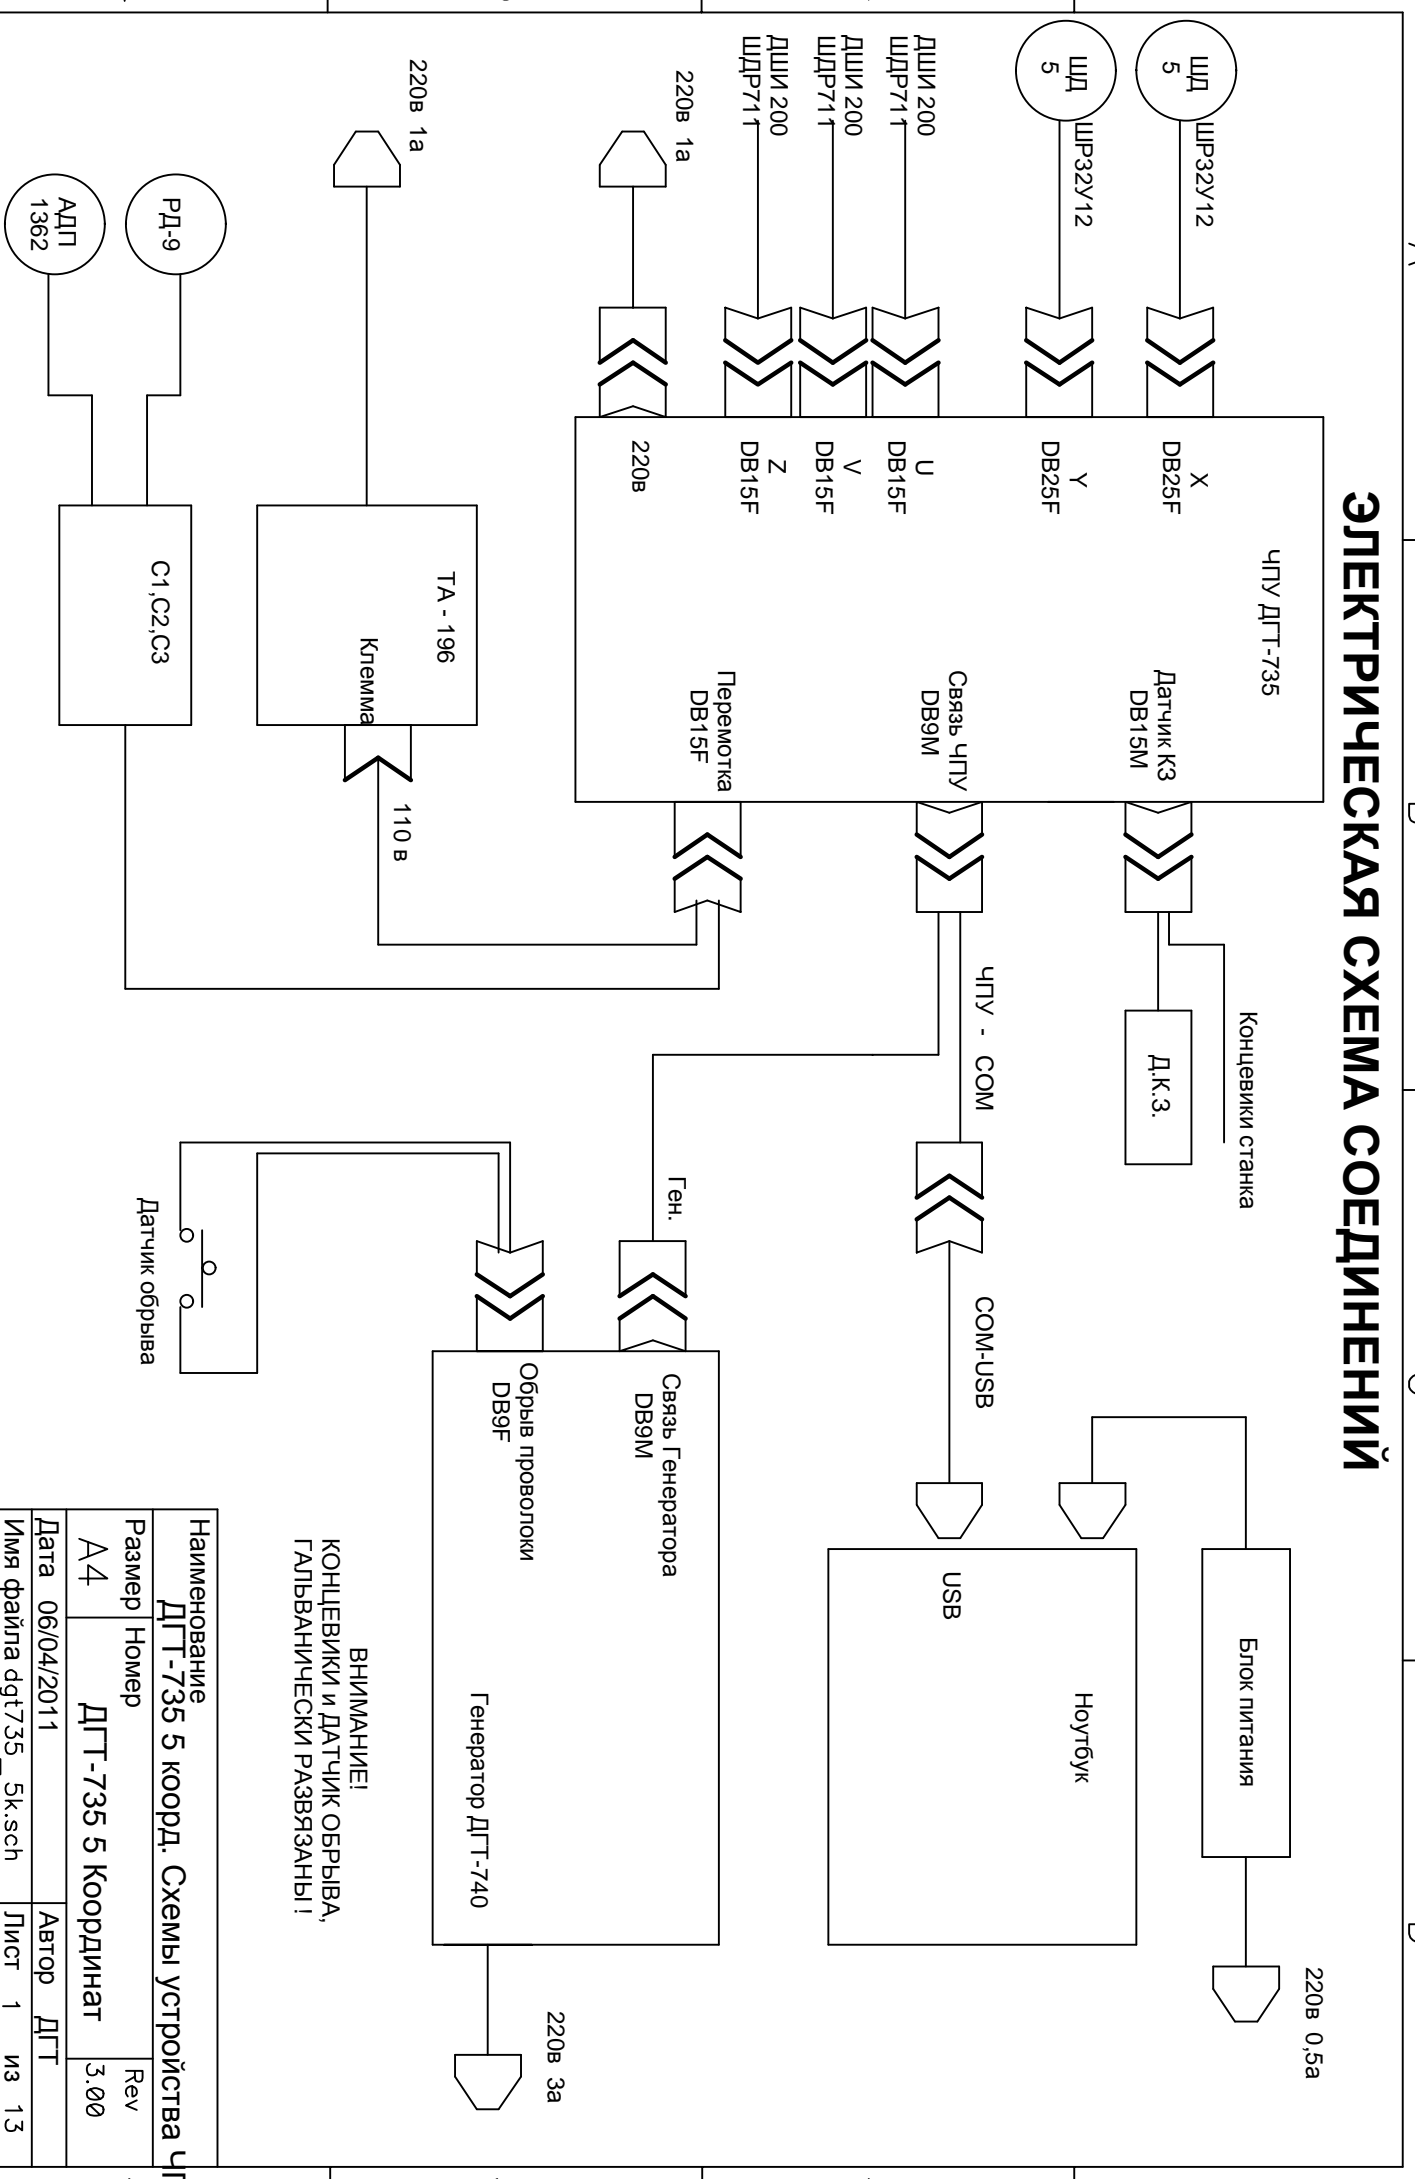 ЭЛЕКТРИЧЕСКАЯ СХЕМА СОЕДИНЕНИЙ
ШД
5
ШР32У12
ШД
5
ШР32У12
ДШИ 200
ШДР711
ДШИ 200
ШДР711
ДШИ 200
ШДР711
220в 1а
220в 1а
РД-9
АДП
1362
ЧПУ ДГТ-735
X
DB25F
Y
DB25F
U
DB15F
V
DB15F
Z
DB15F
220в
Датчик КЗ
DB15M
Связь ЧПУ
DB9M
Перемотка
DB15F
ТА - 196
Клемма
110 в
С1,С2,С3
Концевики станка
Д.К.З.
ЧПУ - COM
COM-USB
Ген.
Датчик обрыва
Блок питания
220в 0,5а
Ноутбук
USB
Связь Генератора
DB9M
Обрыв проволоки
DB9F
Генератор ДГТ-740
220в 3а
ВНИМАНИЕ!
КОНЦЕВИКИ и ДАТЧИК ОБРЫВА,
ГАЛЬВАНИЧЕСКИ РАЗВЯЗАНЫ !
Наименование
ДГТ-735 5 коорд. Схемы устройства
Размер Номер Rev
A4 ДГТ-735 5 Координат 3.00
Дата 06/04/2011 Автор ДГТ
Имя файла dgt735_5k.sch Лист 1 из 13